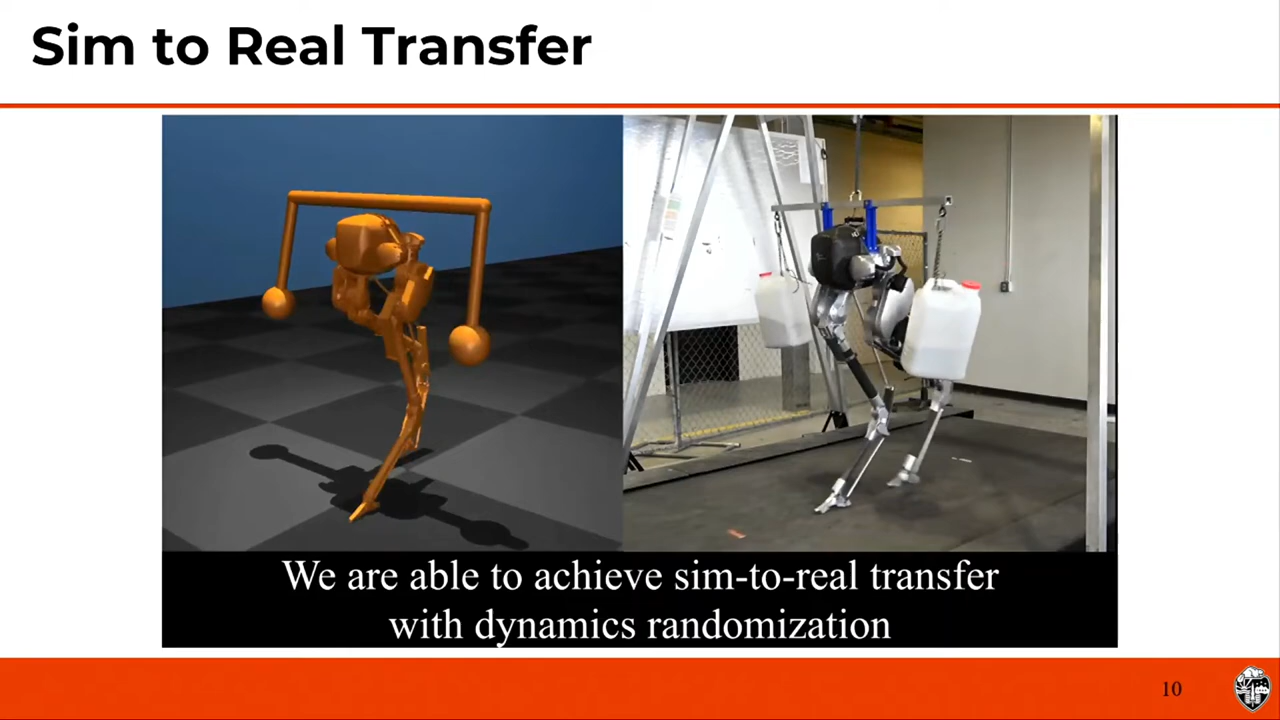 Sim to Real Transfer
We are able to achieve sim-to-real transfer
with dynamics randomization
10